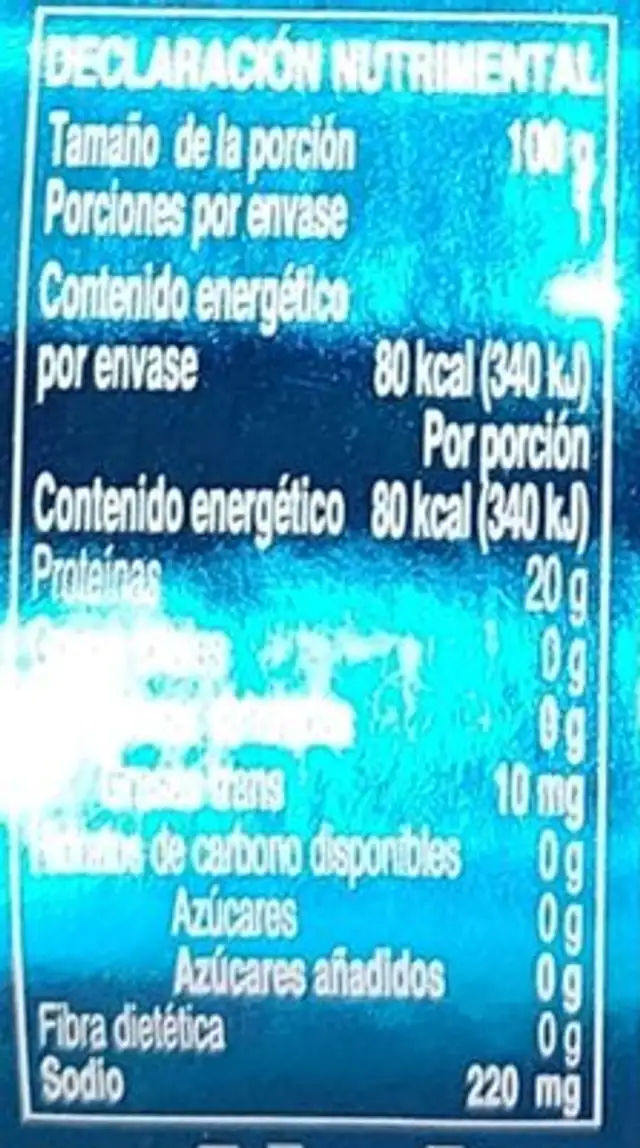 DECLARACIÓN NUTRIMENTAL
Tamaño de la porción 100 g
Porciones por envase 1
Contenido energético
por envase 80 kcal (340 kJ)
Por porción
Contenido energético 80 kcal (340 kJ)
Proteínas 20 g
0 g
0 g
Grasas trans 10 mg
de carbono disponibles 0 g
Azúcares 0 g
Azúcares añadidos 0 g
Fibra dietética 0 g
Sodio 220 mg